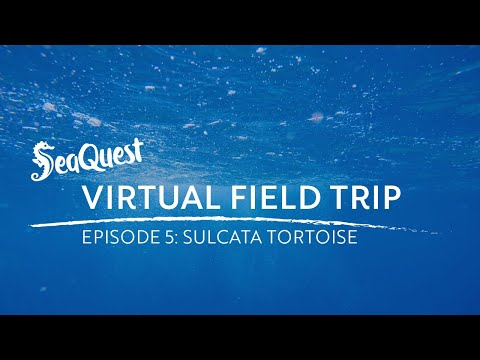 SeaQuest
VIRTUAL FIELD TRIP
EPISODE 5: SULCATA TORTOISE